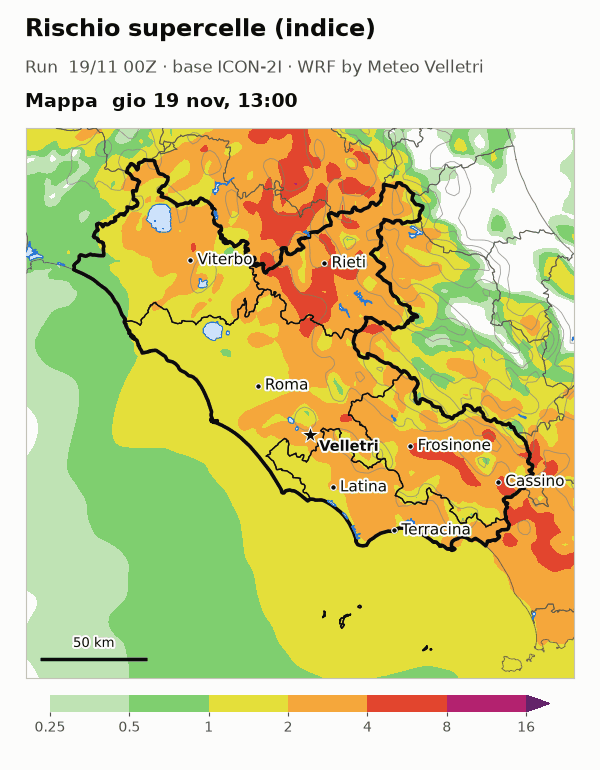 Rischio supercelle (indice)
Run  19/11 00Z · base ICON-2I · WRF by Meteo Velletri
Mappa  gio 19 nov, 13:00
Viterbo
Rieti
Roma
Velletri
Frosinone
Latina
Cassino
Terracina
50 km
0.25 0.5 1 2 4 8 16